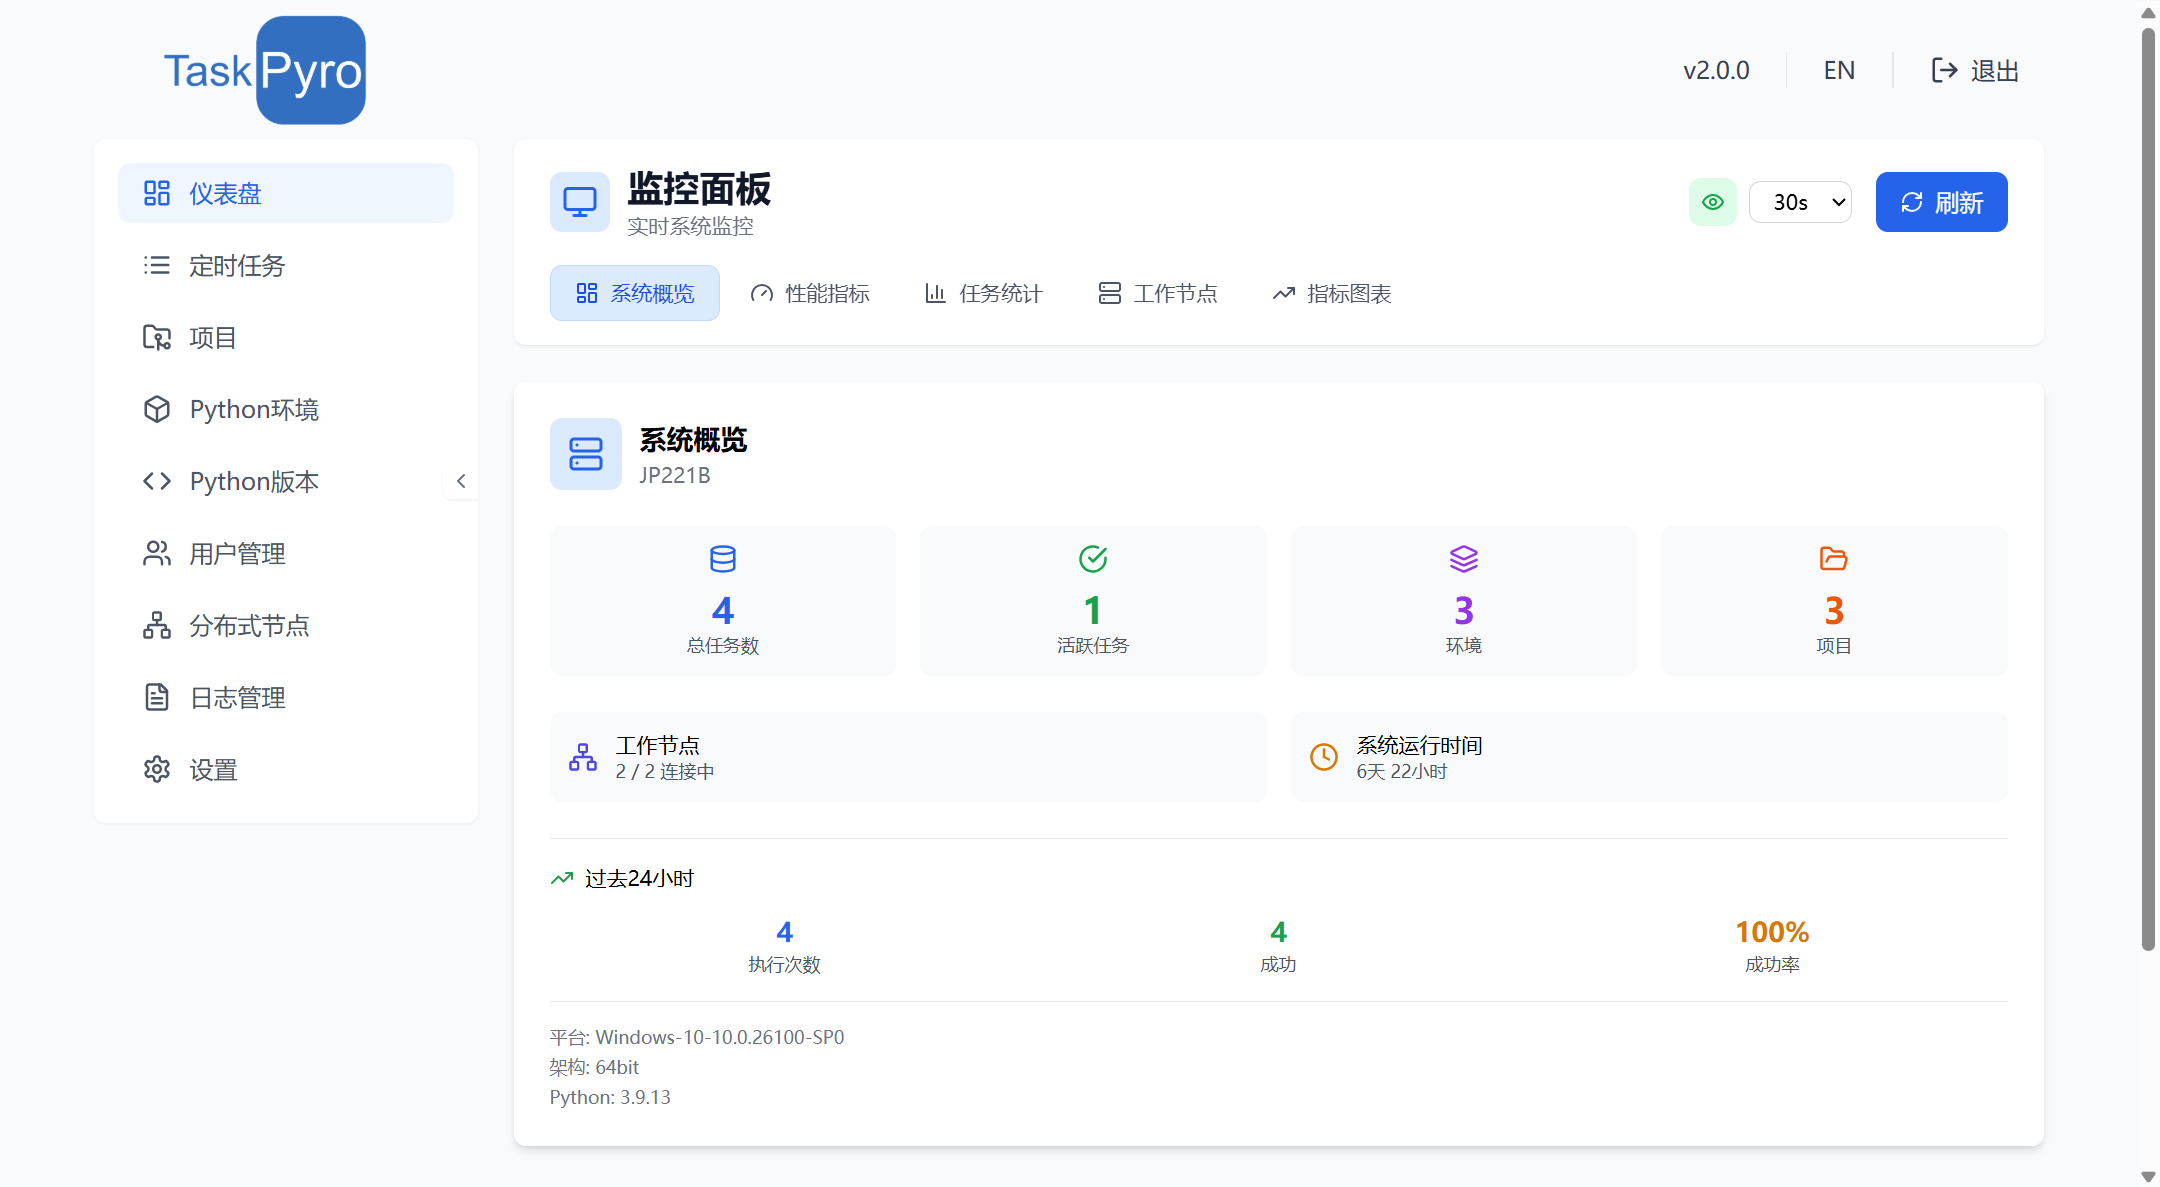 TaskPyro
v2.0.0
EN
退出
仪表盘
定时任务
项目
Python环境
Python版本
用户管理
分布式节点
日志管理
设置
监控面板
实时系统监控
30s
刷新
系统概览
性能指标
任务统计
工作节点
指标图表
系统概览
JP221B
4
总任务数
1
活跃任务
3
环境
3
项目
工作节点
2 / 2 连接中
系统运行时间
6天 22小时
过去24小时
4
执行次数
4
成功
100%
成功率
平台: Windows-10-10.0.26100-SP0
架构: 64bit
Python: 3.9.13